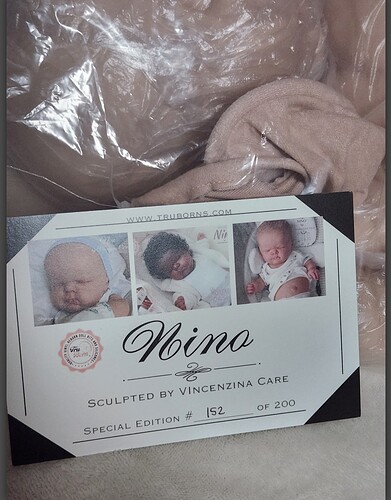 WWW.TRUBORNS.COM
Nino
SCULPTED BY VINCENZINA CARE
SPECIAL EDITION # 152 OF 200